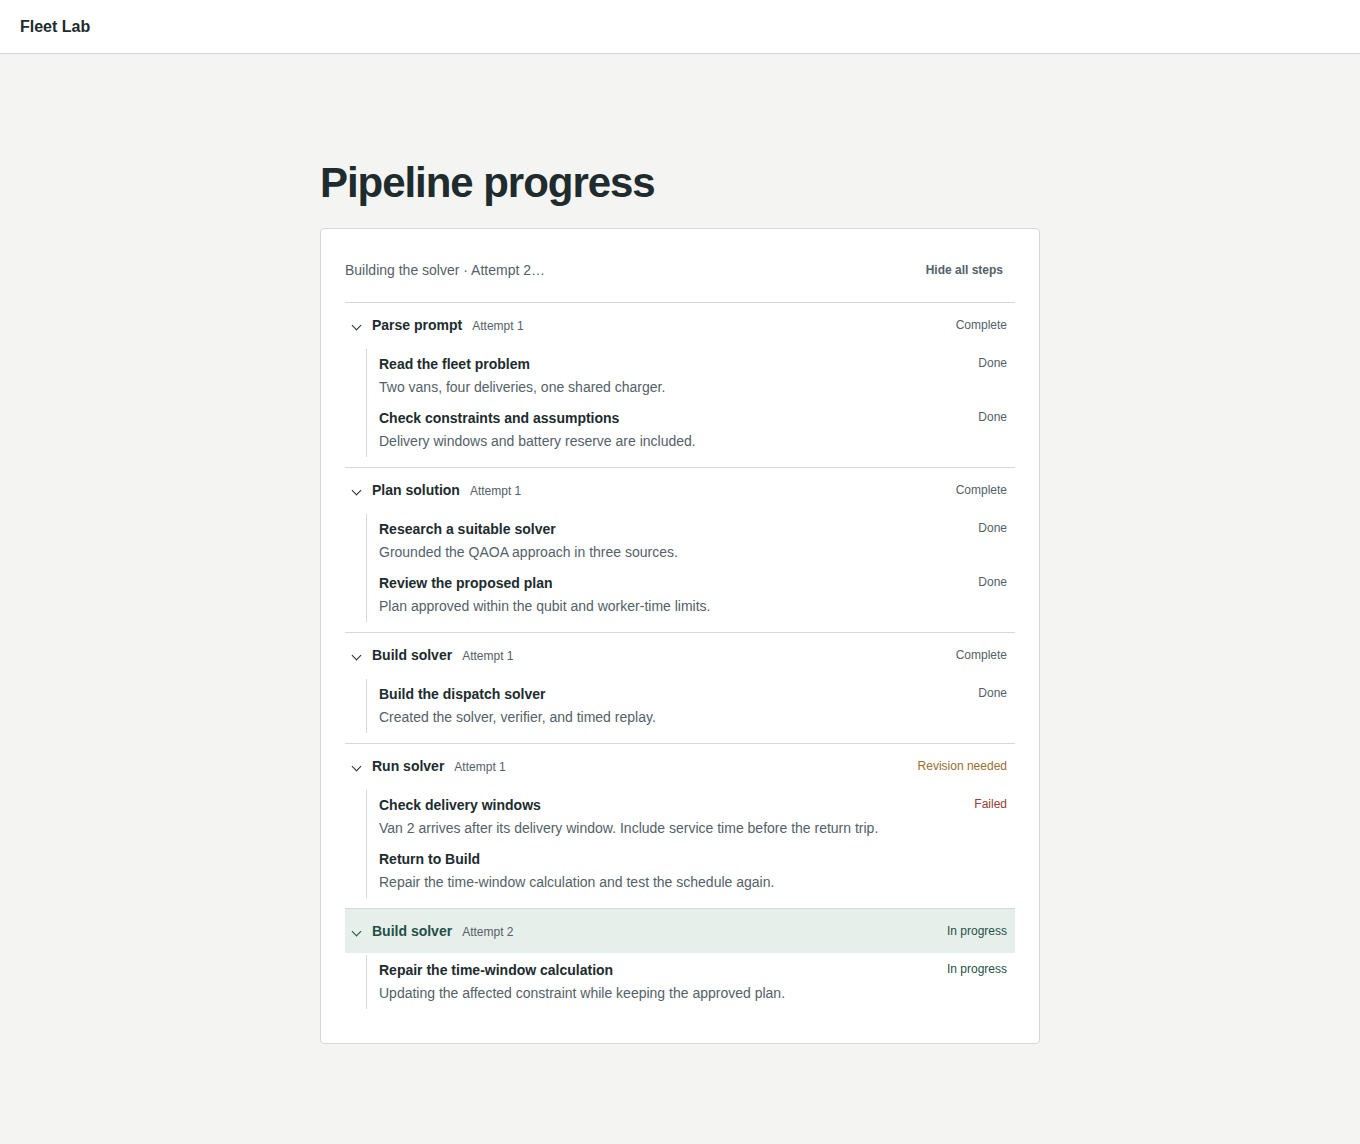 Fleet Lab
Pipeline progress
Building the solver · Attempt 2…
Hide all steps
Parse prompt Attempt 1 Complete
Read the fleet problem Done
Two vans, four deliveries, one shared charger.
Check constraints and assumptions Done
Delivery windows and battery reserve are included.
Plan solution Attempt 1 Complete
Research a suitable solver Done
Grounded the QAOA approach in three sources.
Review the proposed plan Done
Plan approved within the qubit and worker-time limits.
Build solver Attempt 1 Complete
Build the dispatch solver Done
Created the solver, verifier, and timed replay.
Run solver Attempt 1 Revision needed
Check delivery windows Failed
Van 2 arrives after its delivery window. Include service time before the return trip.
Return to Build
Repair the time-window calculation and test the schedule again.
Build solver Attempt 2 In progress
Repair the time-window calculation In progress
Updating the affected constraint while keeping the approved plan.